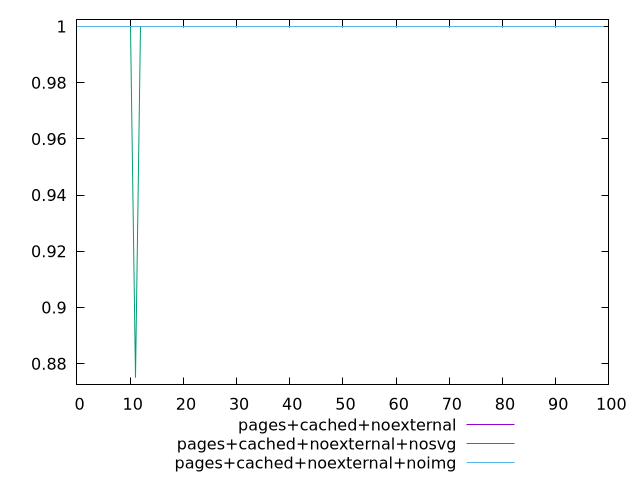 1
0.98
0.96
0.94
0.92
0.9
0.88
0 10 20 30 40 50 60 70 80 90 100
pages+cached+noexternal
pages+cached+noexternal+nosvg
pages+cached+noexternal+noimg